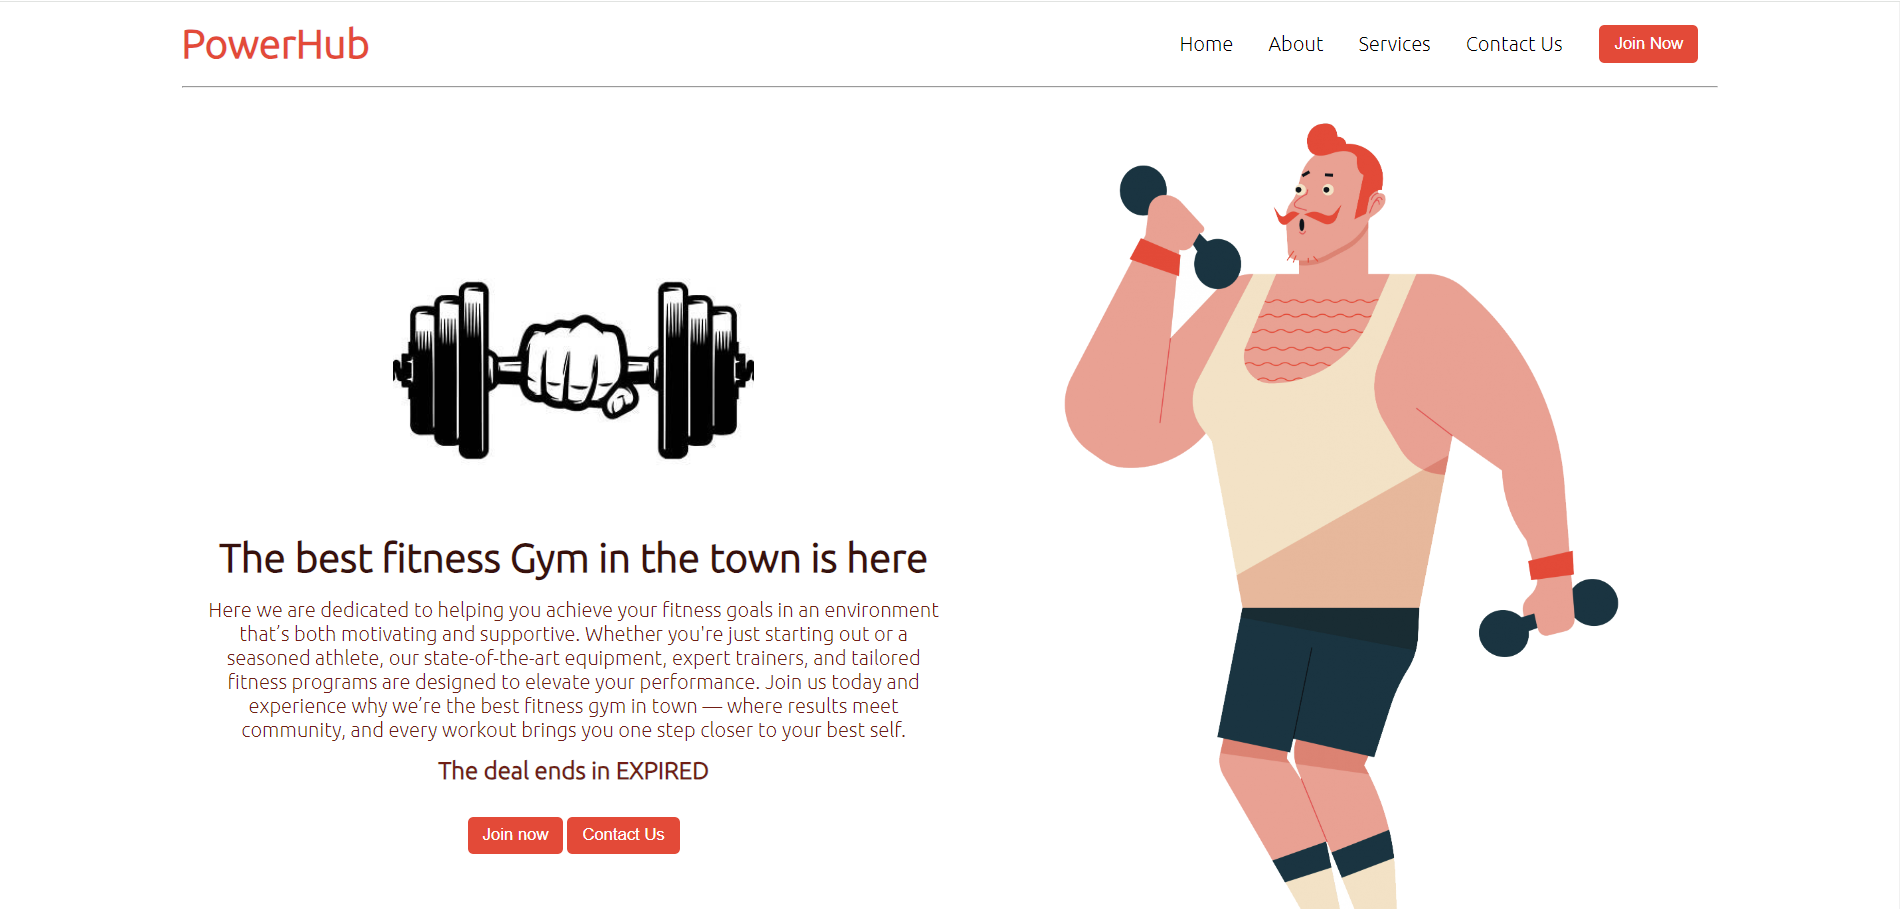 PowerHub
Home About Services Contact Us Join Now
The best fitness Gym in the town is here
Here we are dedicated to helping you achieve your fitness goals in an environment
that's both motivating and supportive. Whether you're just starting out or a
seasoned athlete, our state-of-the-art equipment, expert trainers, and tailored
fitness programs are designed to elevate your performance. Join us today and
experience why we're the best fitness gym in town — where results meet
community, and every workout brings you one step closer to your best self.
The deal ends in EXPIRED
Join now Contact Us